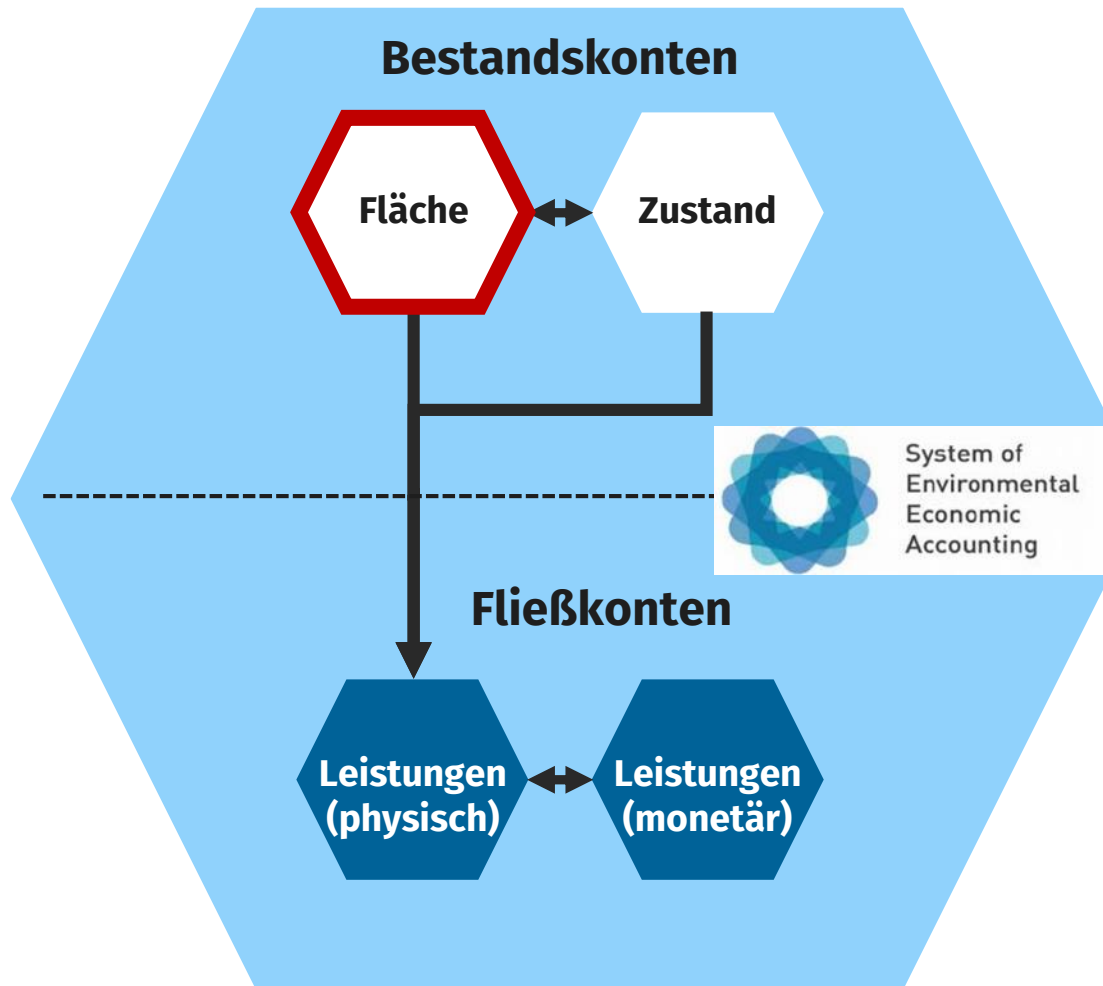 Bestandskonten
Fläche
Zustand
System of
Environmental
Economic
Accounting
Fließkonten
Leistungen
(physisch)
Leistungen
(monetär)